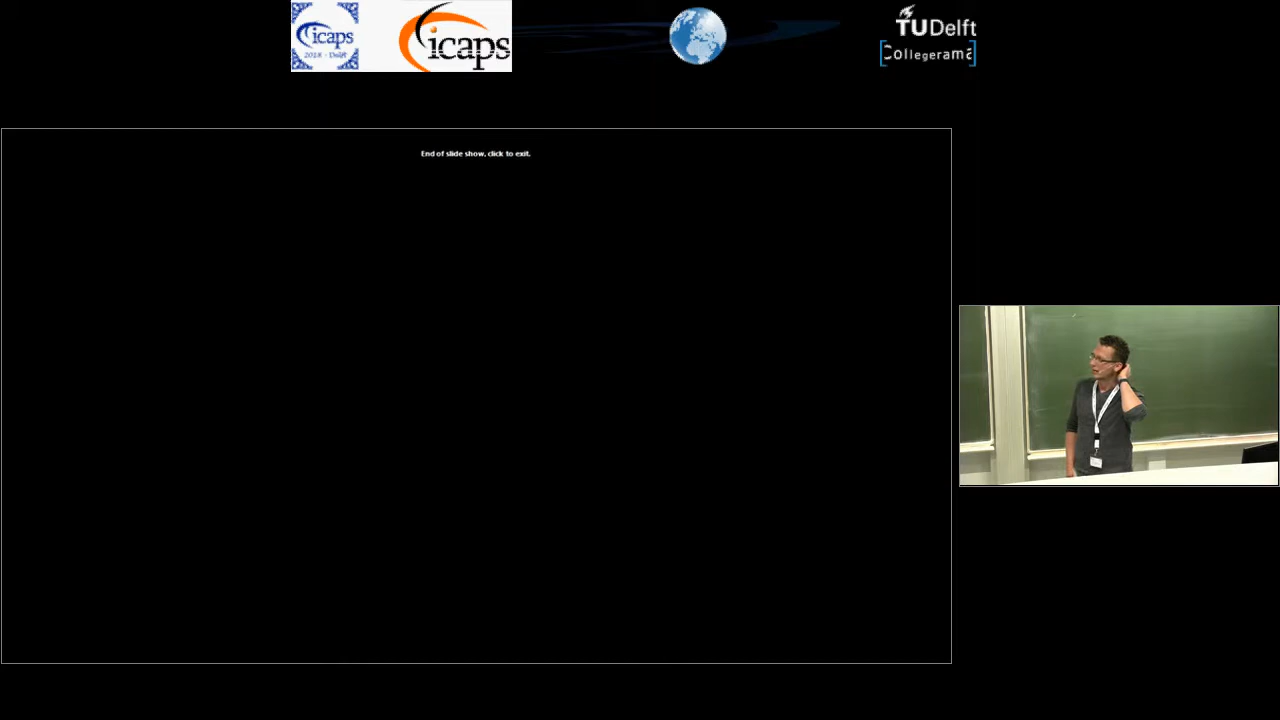 icaps
2018 - Delft
icaps
TUDelft
Collegerama
End of slide show, click to exit.